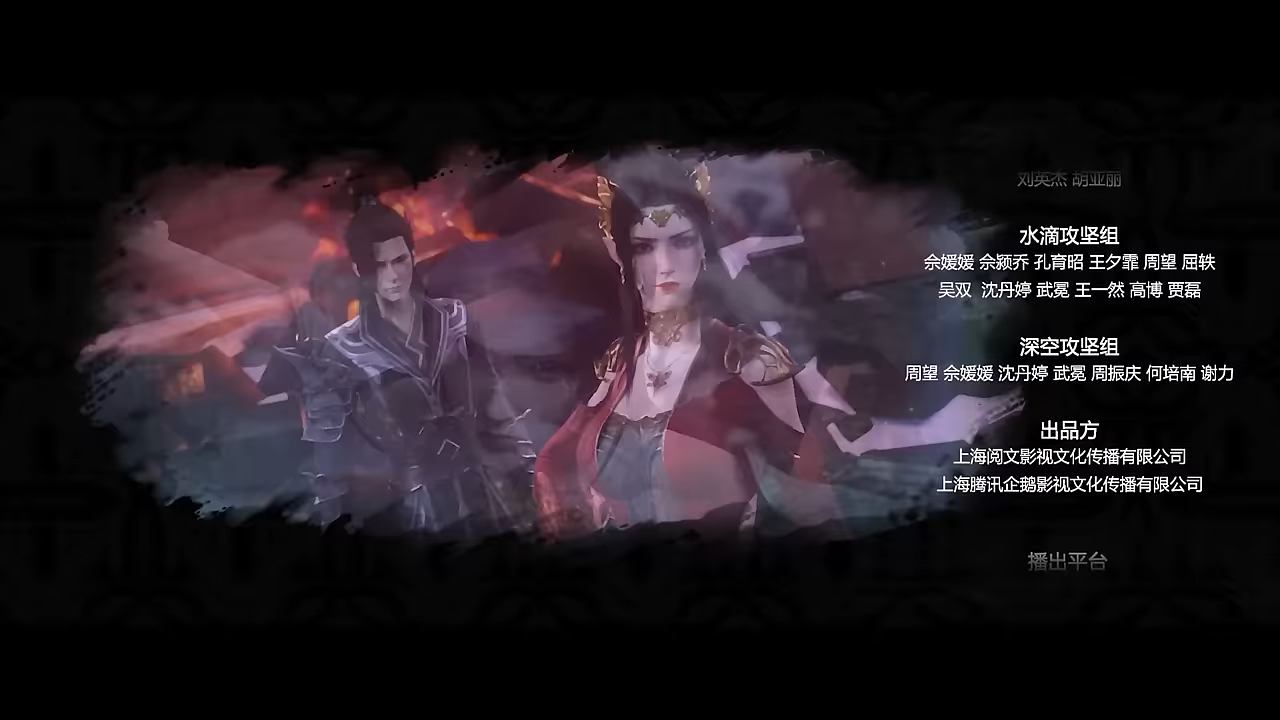 刘英杰 胡亚丽
水滴攻坚组
佘媛媛 佘颍乔 孔育昭 王夕霏 周望 屈轶
吴双 沈丹婷 武冕 王一然 高博 贾磊
深空攻坚组
周望 佘媛媛 沈丹婷 武冕 周振庆 何培南 谢力
出品方
上海阅文影视文化传播有限公司
上海腾讯企鹅影视文化传播有限公司
播出平台